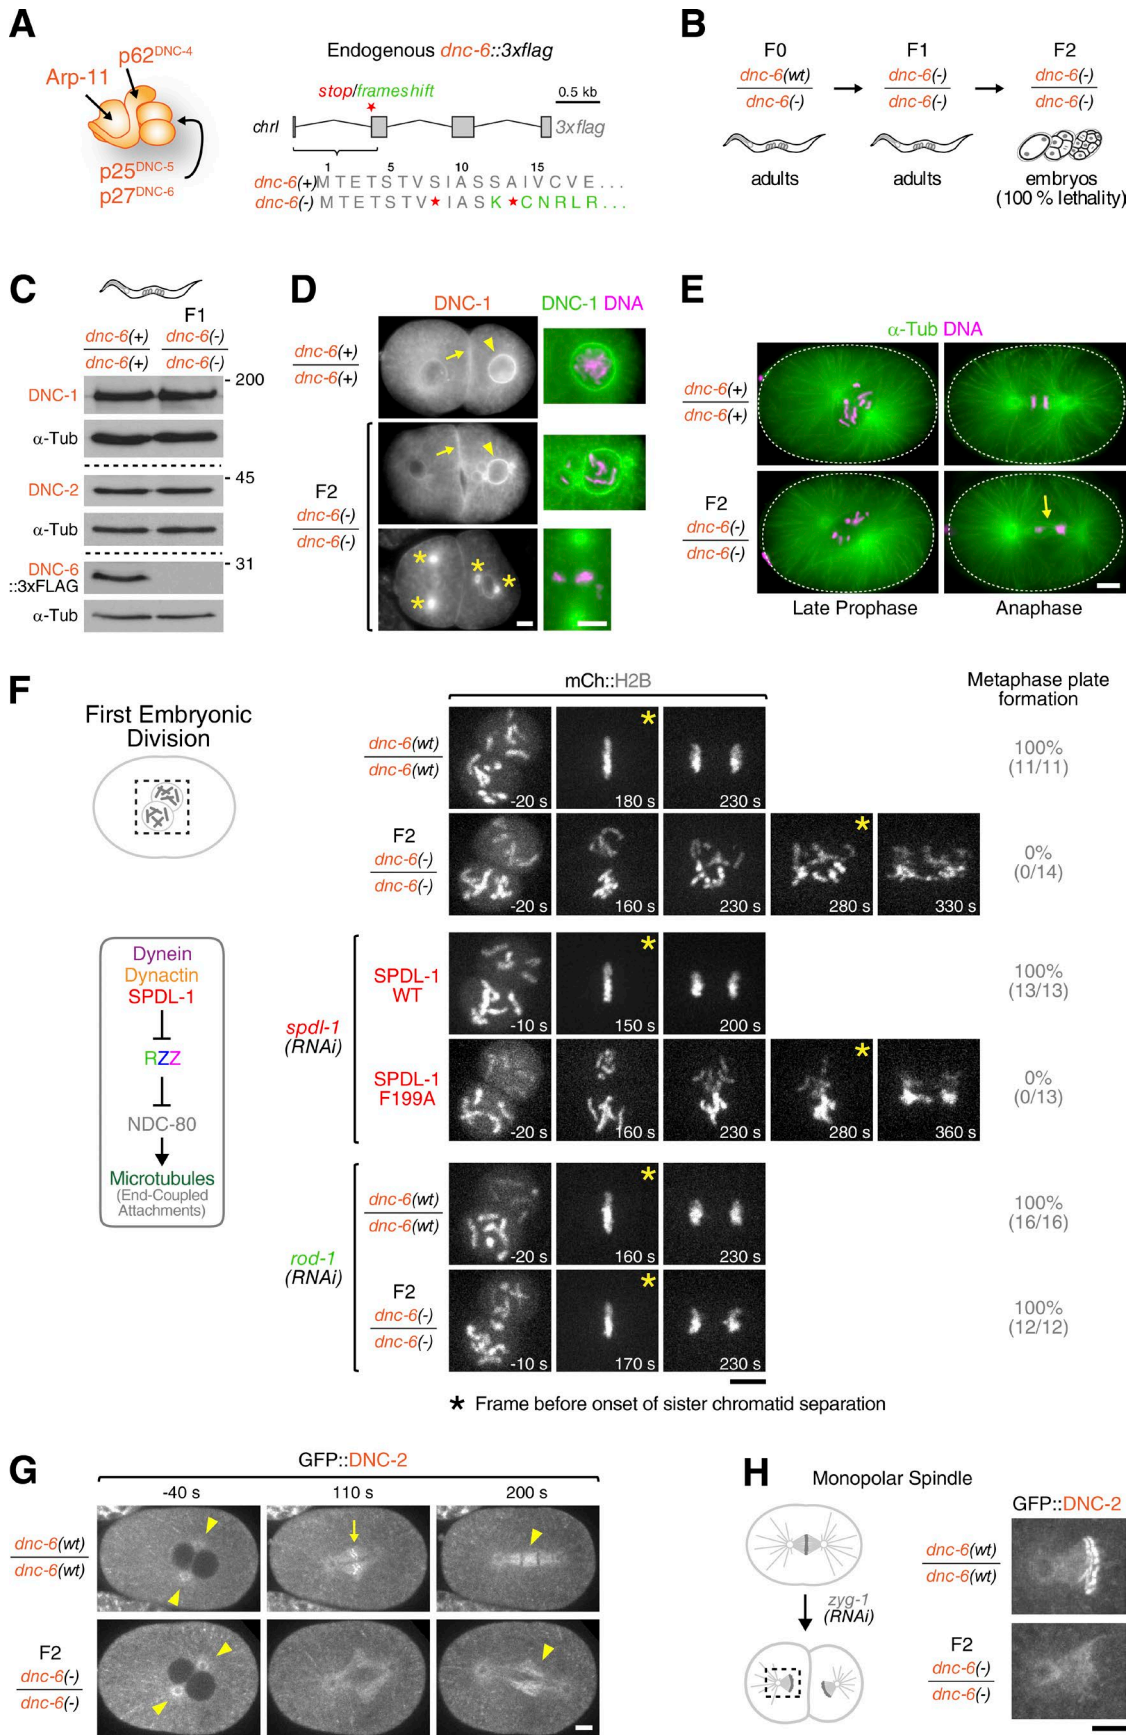 A
p62DNC-4
Arp-11
p25DNC-5
p27DNC-6
Endogenous dnc-6::3xflag
stop/frameshift
0.5 kb
chrI
3xflag
1 5 10 15
dnc-6(+) M T E T S T V S I A S S A I V C V E ...
dnc-6(-) M T E T S T V ★ I A S K ★ C N R L R ...
B
F0 F1 F2
dnc-6(wt) dnc-6(-) dnc-6(-)
dnc-6(-) dnc-6(-) dnc-6(-)
adults adults embryos
(100 % lethality)
C
F1
dnc-6(+) dnc-6(-)
dnc-6(+) dnc-6(-)
DNC-1
- 200
α-Tub
- 45
DNC-2
α-Tub
- 31
DNC-6
::3xFLAG
α-Tub
D
DNC-1 DNC-1 DNA
dnc-6(+)
dnc-6(+)
F2
dnc-6(-)
dnc-6(-)
E
α-Tub DNA
dnc-6(+)
dnc-6(+)
F2
dnc-6(-)
dnc-6(-)
Late Prophase Anaphase
F
First Embryonic
Division
mCh::H2B
Metaphase plate
formation
dnc-6(wt)
dnc-6(wt)
-20 s 180 s 230 s
100%
(11/11)
F2
dnc-6(-)
dnc-6(-)
-20 s 160 s 230 s 280 s 330 s
0%
(0/14)
Dynein
Dynactin
SPDL-1
RZZ
NDC-80
Microtubules
(End-Coupled
Attachments)
spdl-1
(RNAi)
SPDL-1
WT
-10 s 150 s 200 s
100%
(13/13)
SPDL-1
F199A
-20 s 160 s 230 s 280 s 360 s
0%
(0/13)
rod-1
(RNAi)
dnc-6(wt)
dnc-6(wt)
-20 s 160 s 230 s
100%
(16/16)
F2
dnc-6(-)
dnc-6(-)
-10 s 170 s 230 s
100%
(12/12)
* Frame before onset of sister chromatid separation
G
GFP::DNC-2
-40 s 110 s 200 s
dnc-6(wt)
dnc-6(wt)
F2
dnc-6(-)
dnc-6(-)
H
Monopolar Spindle
GFP::DNC-2
dnc-6(wt)
dnc-6(wt)
zyg-1
(RNAi)
F2
dnc-6(-)
dnc-6(-)